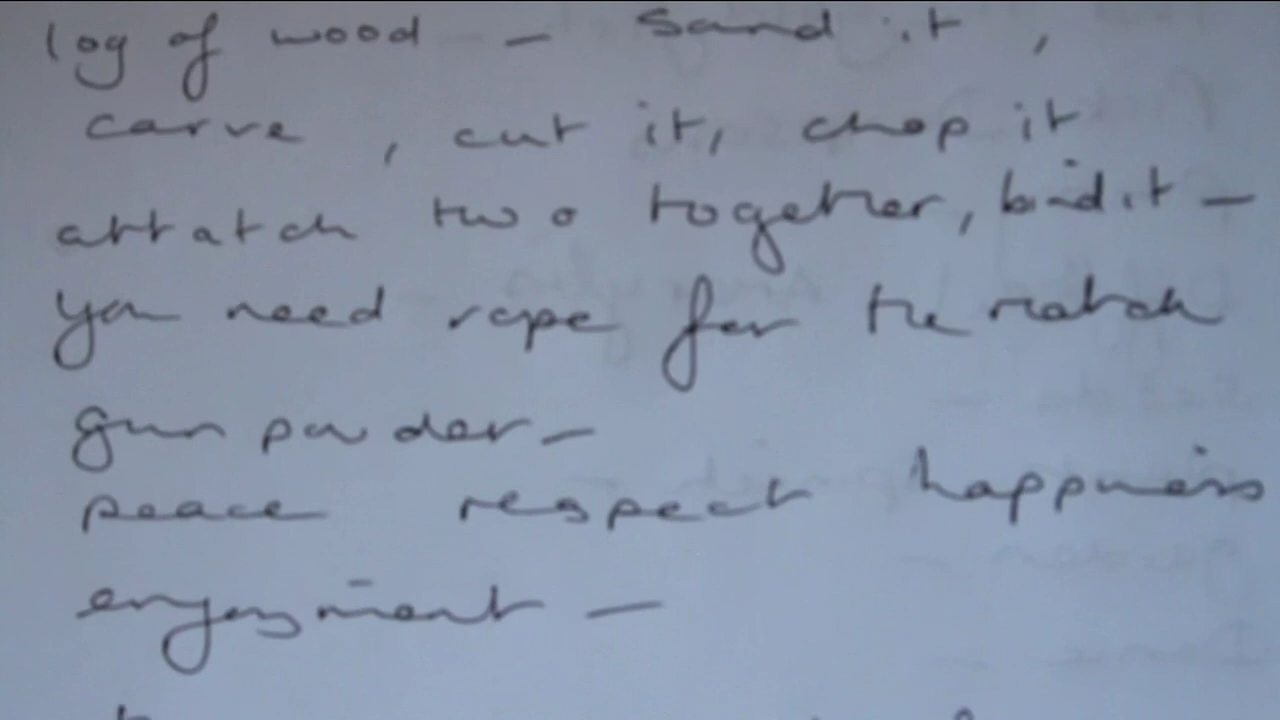 log of wood - sand it,
carve, cut it, chop it
attatch two together, bind it -
you need rope for the match
gun powder -
peace respect happiness
enjoyment -